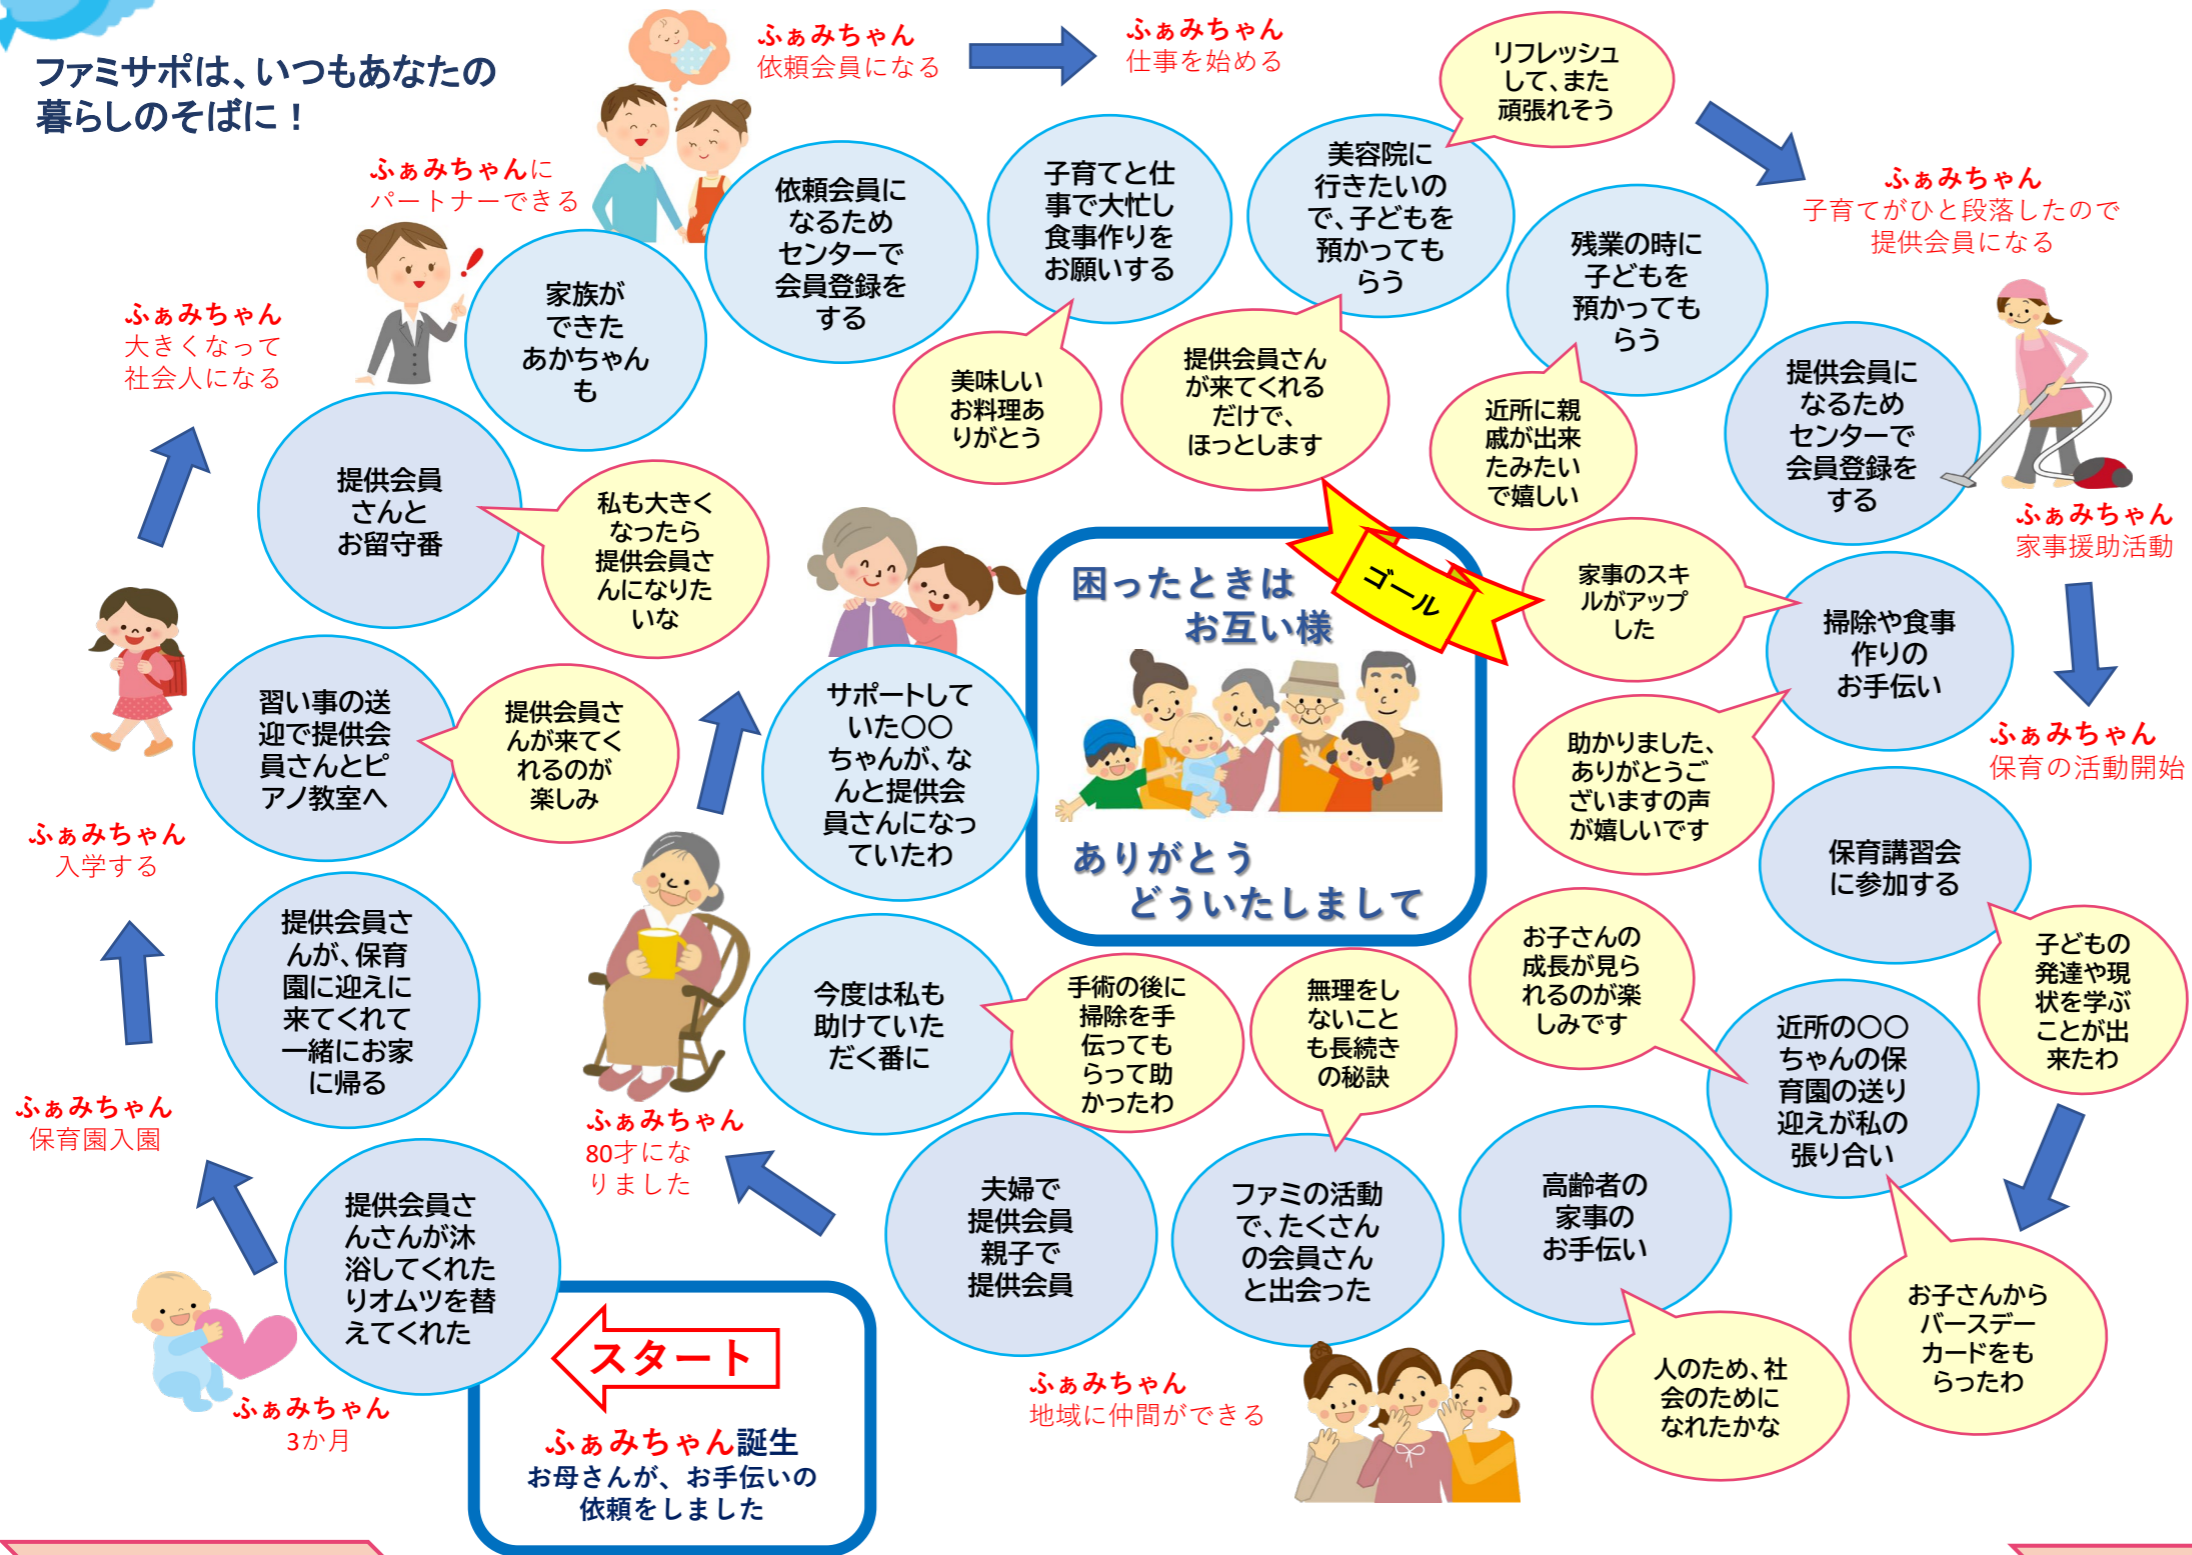 ファミサポは、いつもあなたの
暮らしのそばに！
スタート
ふぁみちゃん誕生
お母さんが、お手伝いの
依頼をしました
提供会員さ
んさんが沐
浴してくれた
りオムツを替
えてくれた
ふぁみちゃん
3か月
ふぁみちゃん
保育園入園
提供会員さ
んが、保育
園に迎えに
来てくれて
一緒にお家
に帰る
ふぁみちゃん
入学する
習い事の送
迎で提供会
員さんとピ
アノ教室へ
提供会員さ
んが来てく
れるのが
楽しみ
提供会員
さんと
お留守番
私も大きく
なったら
提供会員さ
んになりた
いな
ふぁみちゃん
大きくなって
社会人になる
ふぁみちゃんに
パートナーできる
家族が
できた
あかちゃん
も
ふぁみちゃん
依頼会員になる
依頼会員に
なるため
センターで
会員登録を
する
ふぁみちゃん
仕事を始める
子育てと仕
事で大忙し
食事作りを
お願いする
美味しい
お料理あ
りがとう
美容院に
行きたいの
で、子どもを
預かっても
らう
リフレッシュ
して、また
頑張れそう
提供会員さん
が来てくれる
だけで、
ほっとします
残業の時に
子どもを
預かっても
らう
近所に親
戚が出来
たみたい
で嬉しい
ふぁみちゃん
子育てがひと段落したので
提供会員になる
提供会員に
なるため
センターで
会員登録を
する
ふぁみちゃん
家事援助活動
掃除や食事
作りの
お手伝い
家事のスキ
ルがアップ
した
助かりました、
ありがとうご
ざいますの声
が嬉しいです
ふぁみちゃん
保育の活動開始
保育講習会
に参加する
子どもの
発達や現
状を学ぶ
ことが出
来たわ
近所の〇〇
ちゃんの保
育園の送り
迎えが私の
張り合い
お子さんの
成長が見ら
れるのが楽
しみです
お子さんから
バースデー
カードをも
らったわ
高齢者の
家事の
お手伝い
人のため、社
会のために
なれたかな
ファミの活動
で、たくさん
の会員さん
と出会った
無理をし
ないこと
も長続き
の秘訣
ふぁみちゃん
地域に仲間ができる
夫婦で
提供会員
親子で
提供会員
ふぁみちゃん
80才にな
りました
今度は私も
助けていた
だく番に
手術の後に
掃除を手
伝っても
らって助
かったわ
サポートして
いた〇〇
ちゃんが、な
んと提供会
員さんになっ
ていたわ
ゴール
困ったときは
お互い様
ありがとう
どういたしまして